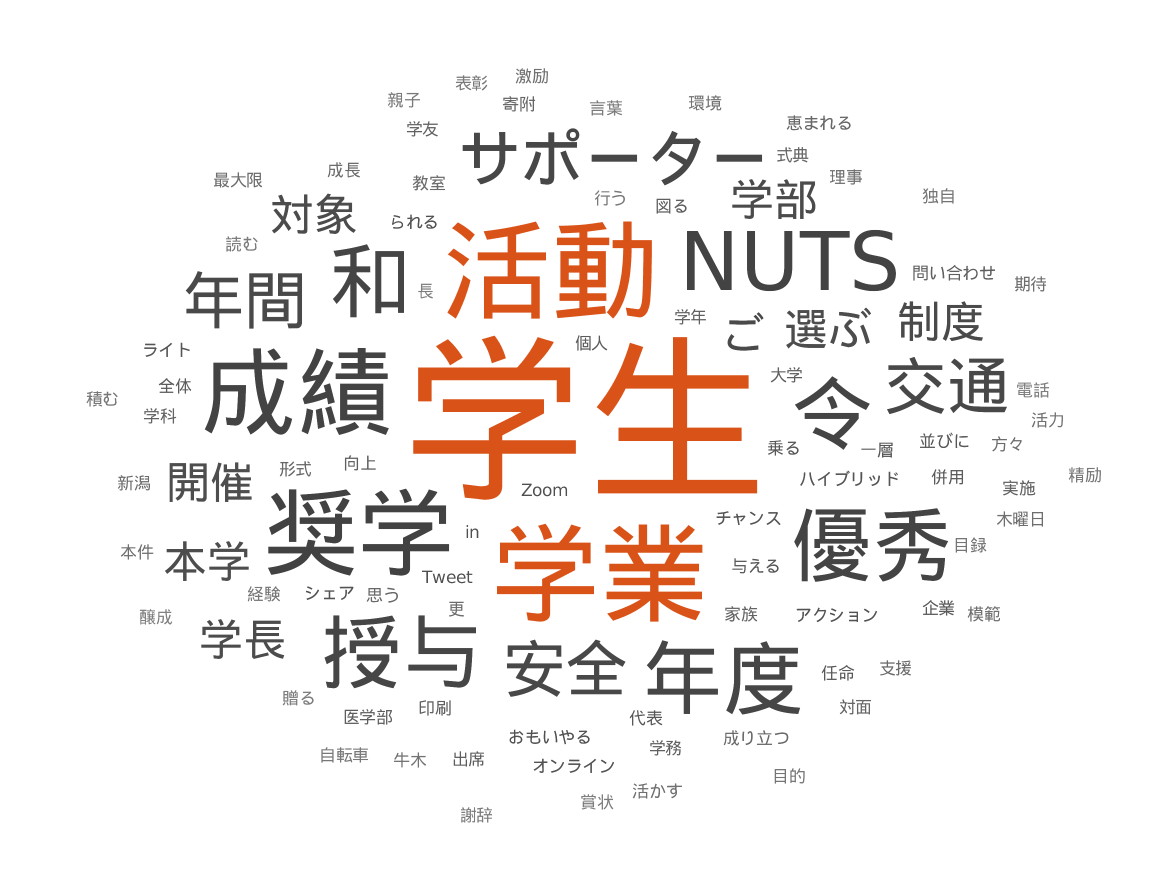 激励
表彰
親子
寄附
言葉
環境
学友
恵まれる
サポーター
式典
成長
最大限
教室
理事
行う
図る
学部
独自
対象
られる
読む
活動
NUTS
和
年間
長
問い合わせ
期待
学年
ご
選ぶ
制度
個人
ライト
全体
積む
学科
成績
学生
大学
令
交通
電話
活力
乗る
一層
並びに
方々
新潟
開催
形式
向上
Zoom
ハイブリッド
併用
実施
精励
木曜日
奨学
in
チャンス
優秀
目録
本件
本学
Tweet
学業
与える
経験
シェア
思う
更
醸成
家族
アクション
企業
模範
学長
授与
安全
年度
任命
支援
贈る
医学部
印刷
代表
対面
自転車
牛木
出席
おもいやる
学務
成り立つ
オンライン
目的
活かす
賞状
謝辞